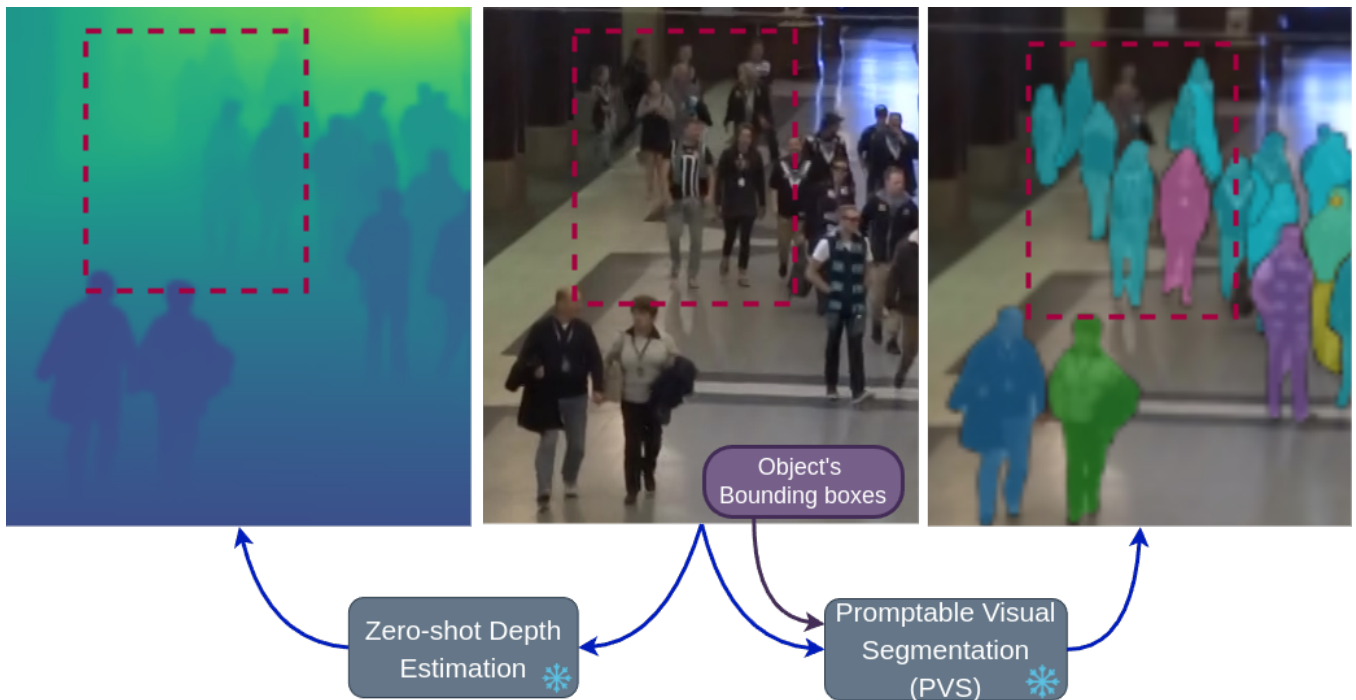 Object's
Bounding boxes
Zero-shot Depth
Estimation
Promptable Visual
Segmentation
(PVS)